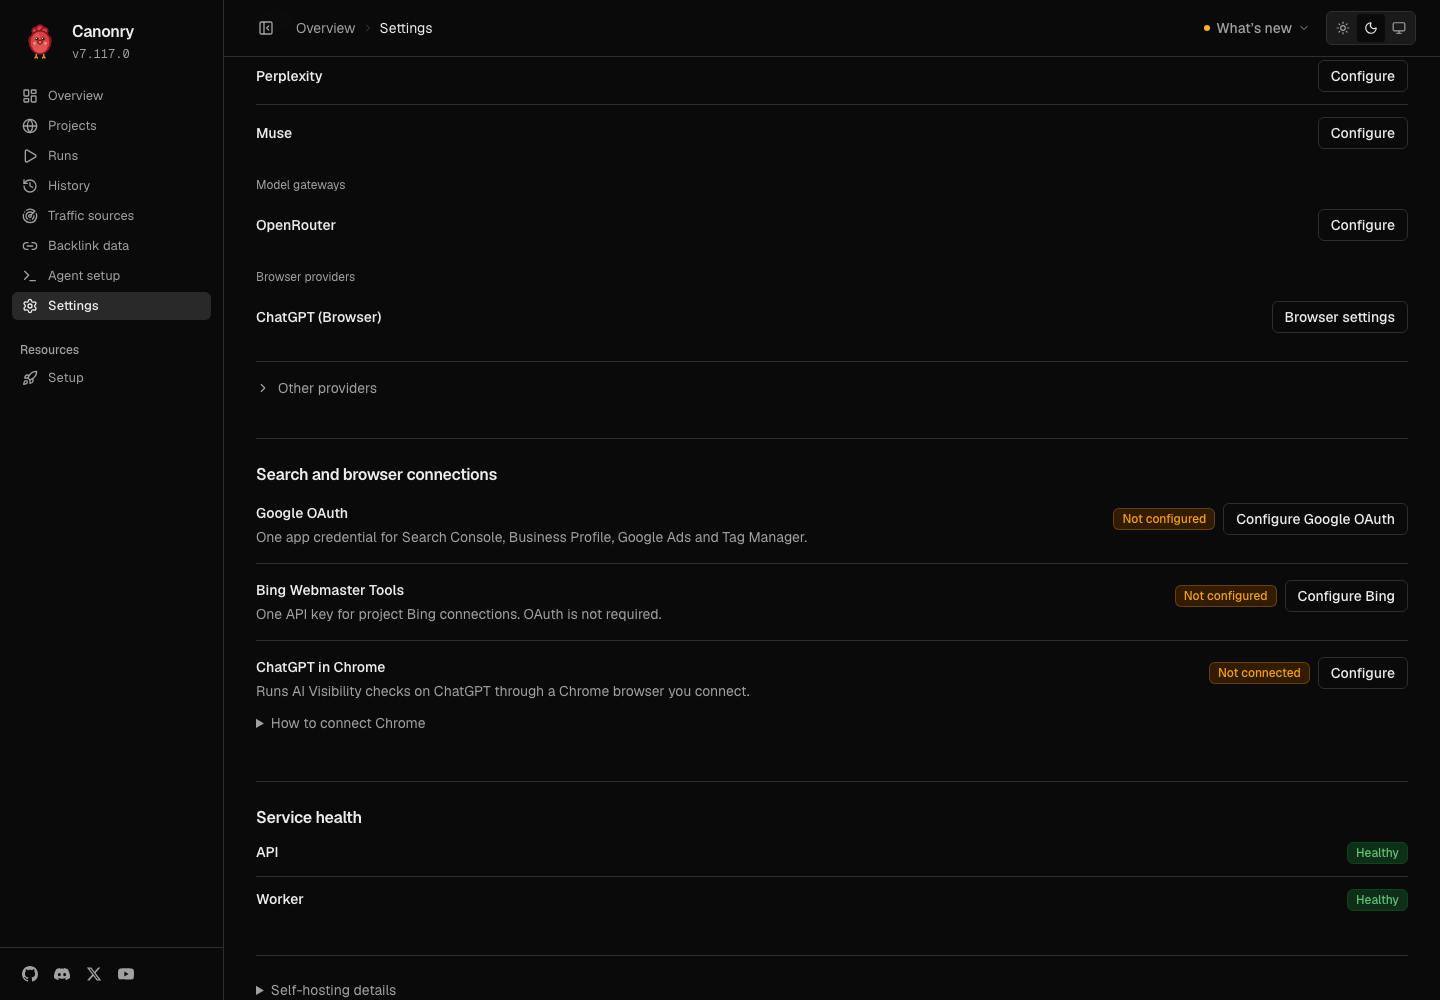 Canonry
v7.117.0
Overview
Projects
Runs
History
Traffic sources
Backlink data
Agent setup
Settings
Resources
Setup
Overview
Settings
What's new
Perplexity
Configure
Muse
Configure
Model gateways
OpenRouter
Configure
Browser providers
ChatGPT (Browser)
Browser settings
Other providers
Search and browser connections
Google OAuth
One app credential for Search Console, Business Profile, Google Ads and Tag Manager.
Not configured
Configure Google OAuth
Bing Webmaster Tools
One API key for project Bing connections. OAuth is not required.
Not configured
Configure Bing
ChatGPT in Chrome
Runs AI Visibility checks on ChatGPT through a Chrome browser you connect.
Not connected
Configure
How to connect Chrome
Service health
API
Healthy
Worker
Healthy
Self-hosting details